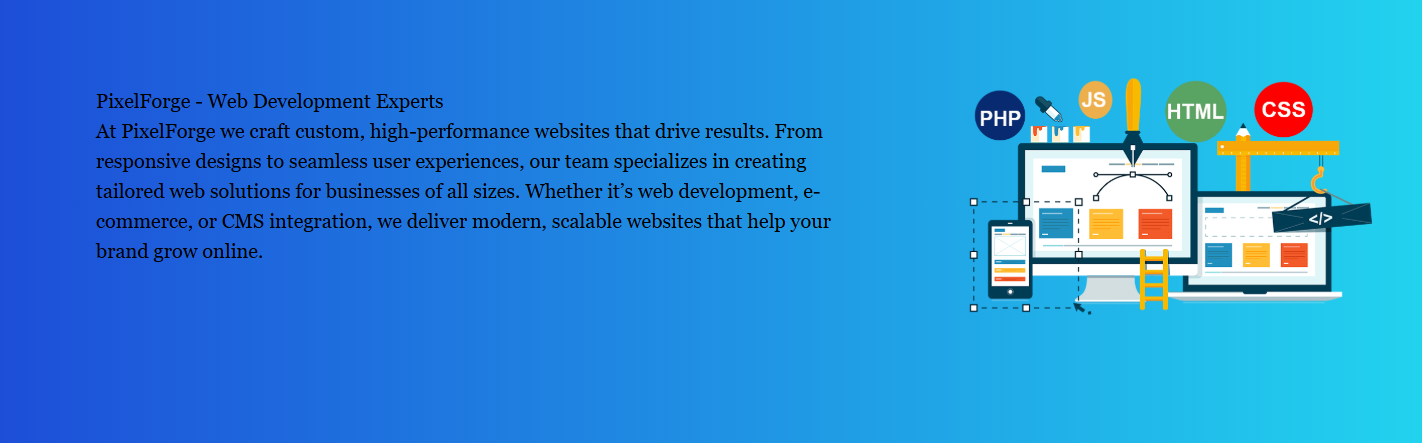 PixelForge - Web Development Experts
At PixelForge we craft custom, high-performance websites that drive results. From
responsive designs to seamless user experiences, our team specializes in creating
tailored web solutions for businesses of all sizes. Whether it’s web development, e-
commerce, or CMS integration, we deliver modern, scalable websites that help your
brand grow online.
PHP
JS
HTML
CSS
</>